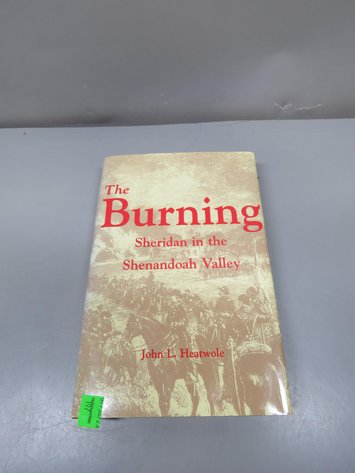 The
Burning
Sheridan in the
Shenandoah Valley
John L. Heatwole